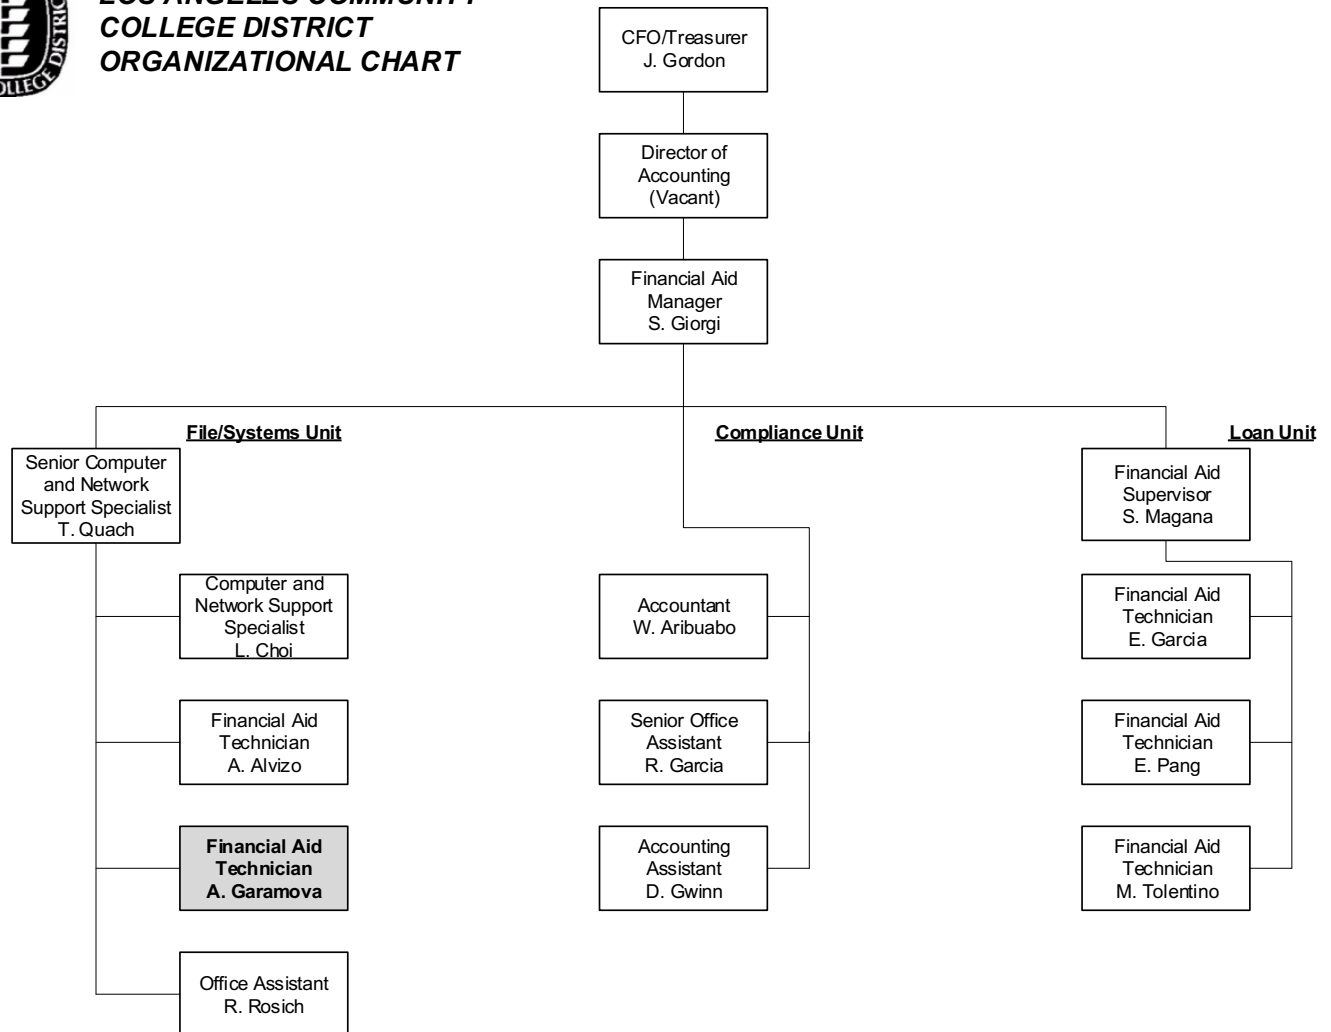 LOS ANGELES COMMUNITY
COLLEGE DISTRICT
ORGANIZATIONAL CHART
CFO/Treasurer
J. Gordon
Director of
Accounting
(Vacant)
Financial Aid
Manager
S. Giorgi
File/Systems Unit
Compliance Unit
Loan Unit
Senior Computer
and Network
Support Specialist
T. Quach
Financial Aid
Supervisor
S. Magana
Computer and
Network Support
Specialist
L. Choi
Accountant
W. Aribuabo
Financial Aid
Technician
E. Garcia
Financial Aid
Technician
A. Alvizo
Senior Office
Assistant
R. Garcia
Financial Aid
Technician
E. Pang
Financial Aid
Technician
A. Garamova
Accounting
Assistant
D. Gwinn
Financial Aid
Technician
M. Tolentino
Office Assistant
R. Rosich